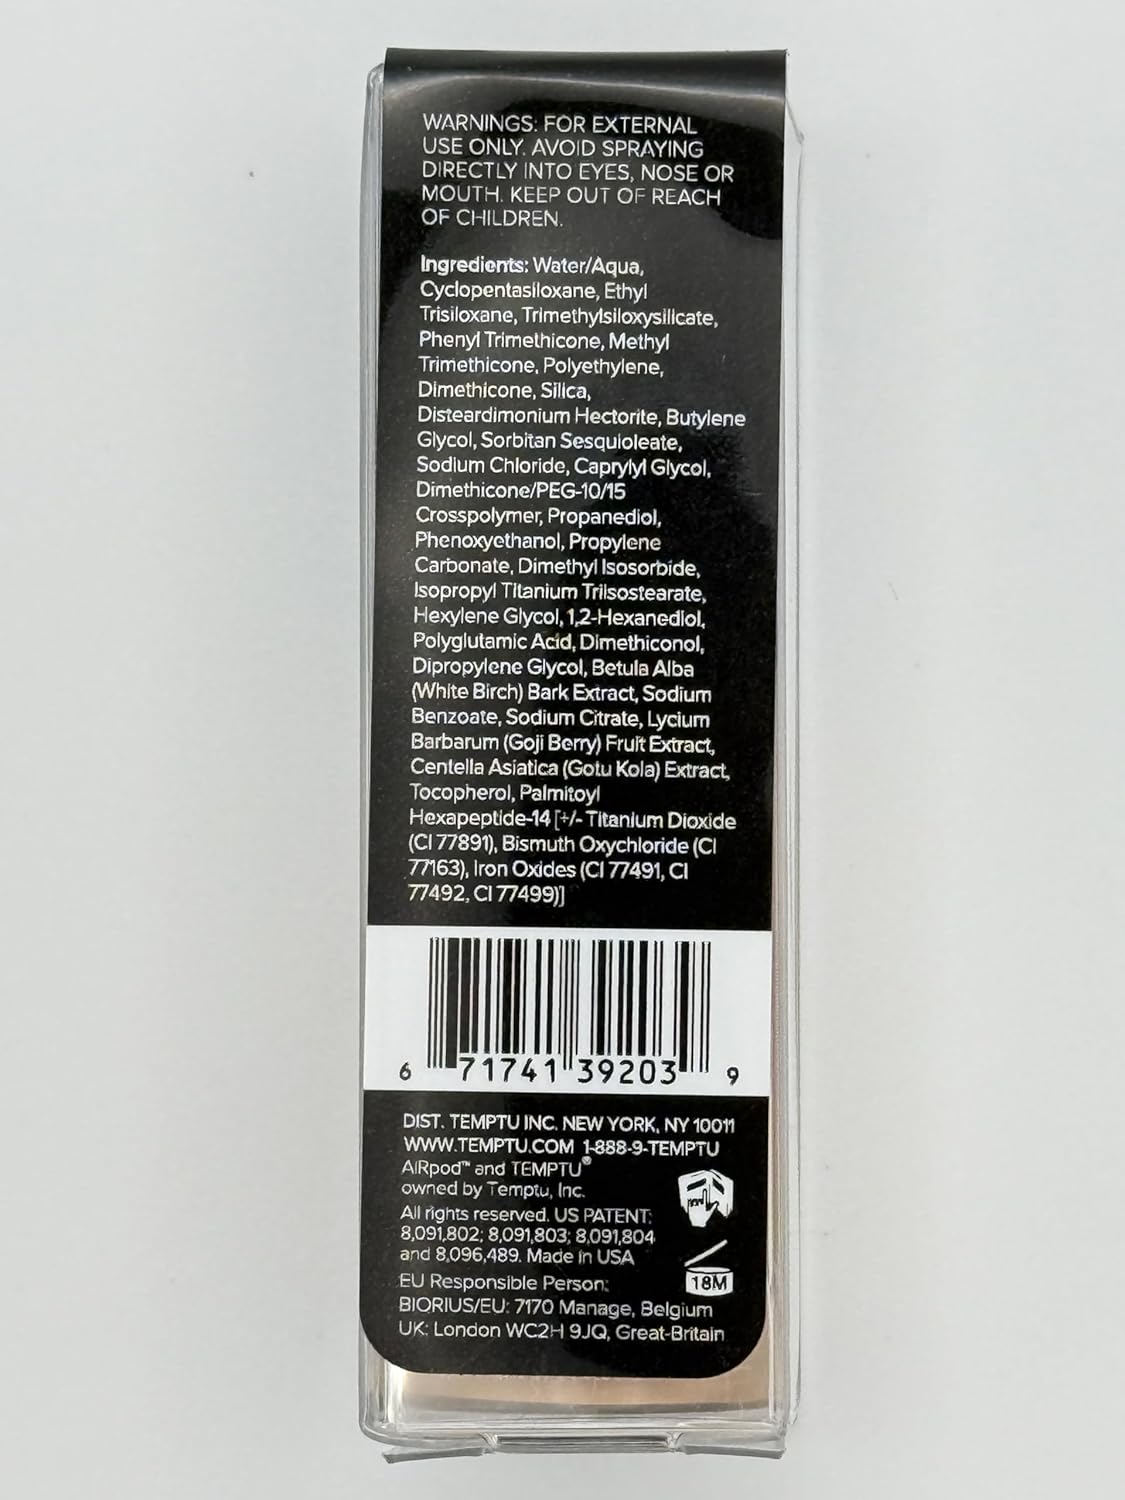 WARNINGS: FOR EXTERNAL
USE ONLY. AVOID SPRAYING
DIRECTLY INTO EYES, NOSE OR
MOUTH. KEEP OUT OF REACH
OF CHILDREN.
Ingredients: Water/Aqua,
Cyclopentasiloxane, Ethyl
Trisiloxane, Trimethylsiloxysilicate,
Phenyl Trimethicone, Methyl
Trimethicone, Polyethylene,
Dimethicone, Silica,
Disteardimonium Hectorite, Butylene
Glycol, Sorbitan Sesquioleate,
Sodium Chloride, Caprylyl Glycol,
Dimethicone/PEG-10/15
Crosspolymer, Propanediol,
Phenoxyethanol, Propylene
Carbonate, Dimethyl Isosorbide,
Isopropyl Titanium Triisostearate,
Hexylene Glycol, 1,2-Hexanediol,
Polyglutamic Acid, Dimethiconol,
Dipropylene Glycol, Betula Alba
(White Birch) Bark Extract, Sodium
Benzoate, Sodium Citrate, Lycium
Barbarum (Goji Berry) Fruit Extract,
Centella Asiatica (Gotu Kola) Extract,
Tocopherol, Palmitoyl
Hexapeptide-14 [+/- Titanium Dioxide
(CI 77891), Bismuth Oxychloride (CI
77163), Iron Oxides (CI 77491, CI
77492, CI 77499)]
6 71741 39203 9
DIST. TEMPTU INC. NEW YORK, NY 10011
WWW.TEMPTU.COM 1-888-9-TEMPTU
AIRpod™ and TEMPTU®
owned by Temptu, Inc.
All rights reserved. US PATENT:
8,091,802; 8,091,803; 8,091,804
and 8,096,489. Made in USA
18M
EU Responsible Person:
BIORIUS/EU: 7170 Manage, Belgium
UK: London WC2H 9JQ, Great-Britain